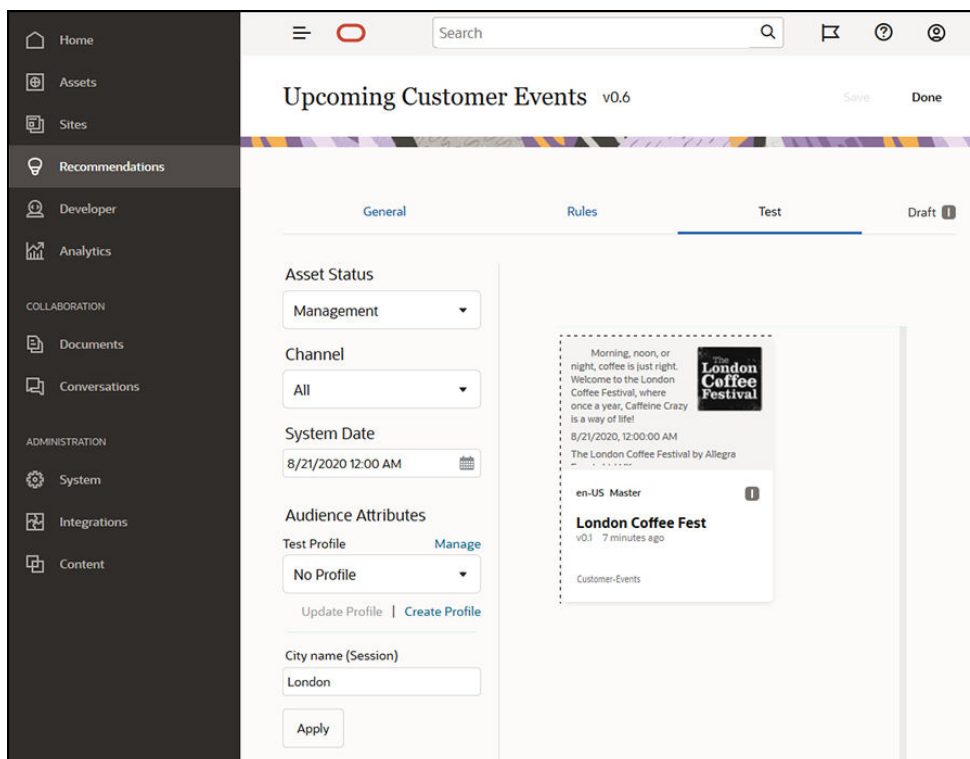 Home
Assets
Sites
Recommendations
Developer
Analytics
COLLABORATION
Documents
Conversations
ADMINISTRATION
System
Integrations
Content
Search
Upcoming Customer Events v0.6
Save Done
General Rules Test Draft
Asset Status
Management
Channel
All
System Date
8/21/2020 12:00 AM
Audience Attributes
Test Profile Manage
No Profile
Update Profile | Create Profile
City name (Session)
London
Apply
Morning, noon, or
night, coffee is just right.
Welcome to the London
Coffee Festival, where
once a year, Caffeine Crazy
is a way of life!
8/21/2020, 12:00:00 AM
The London Coffee Festival by Allegra
The
London
Coffee
Festival
en-US Master
London Coffee Fest
v0.1 7 minutes ago
Customer-Events